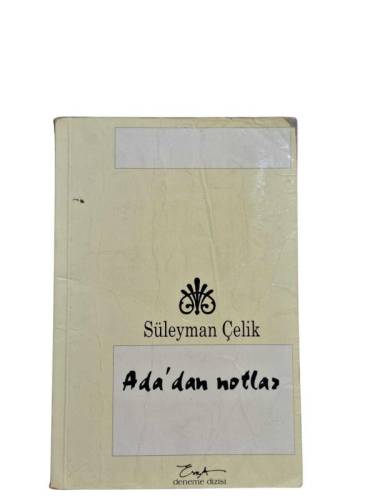 Süleyman Çelik
Ada'dan notlar
deneme dizisi